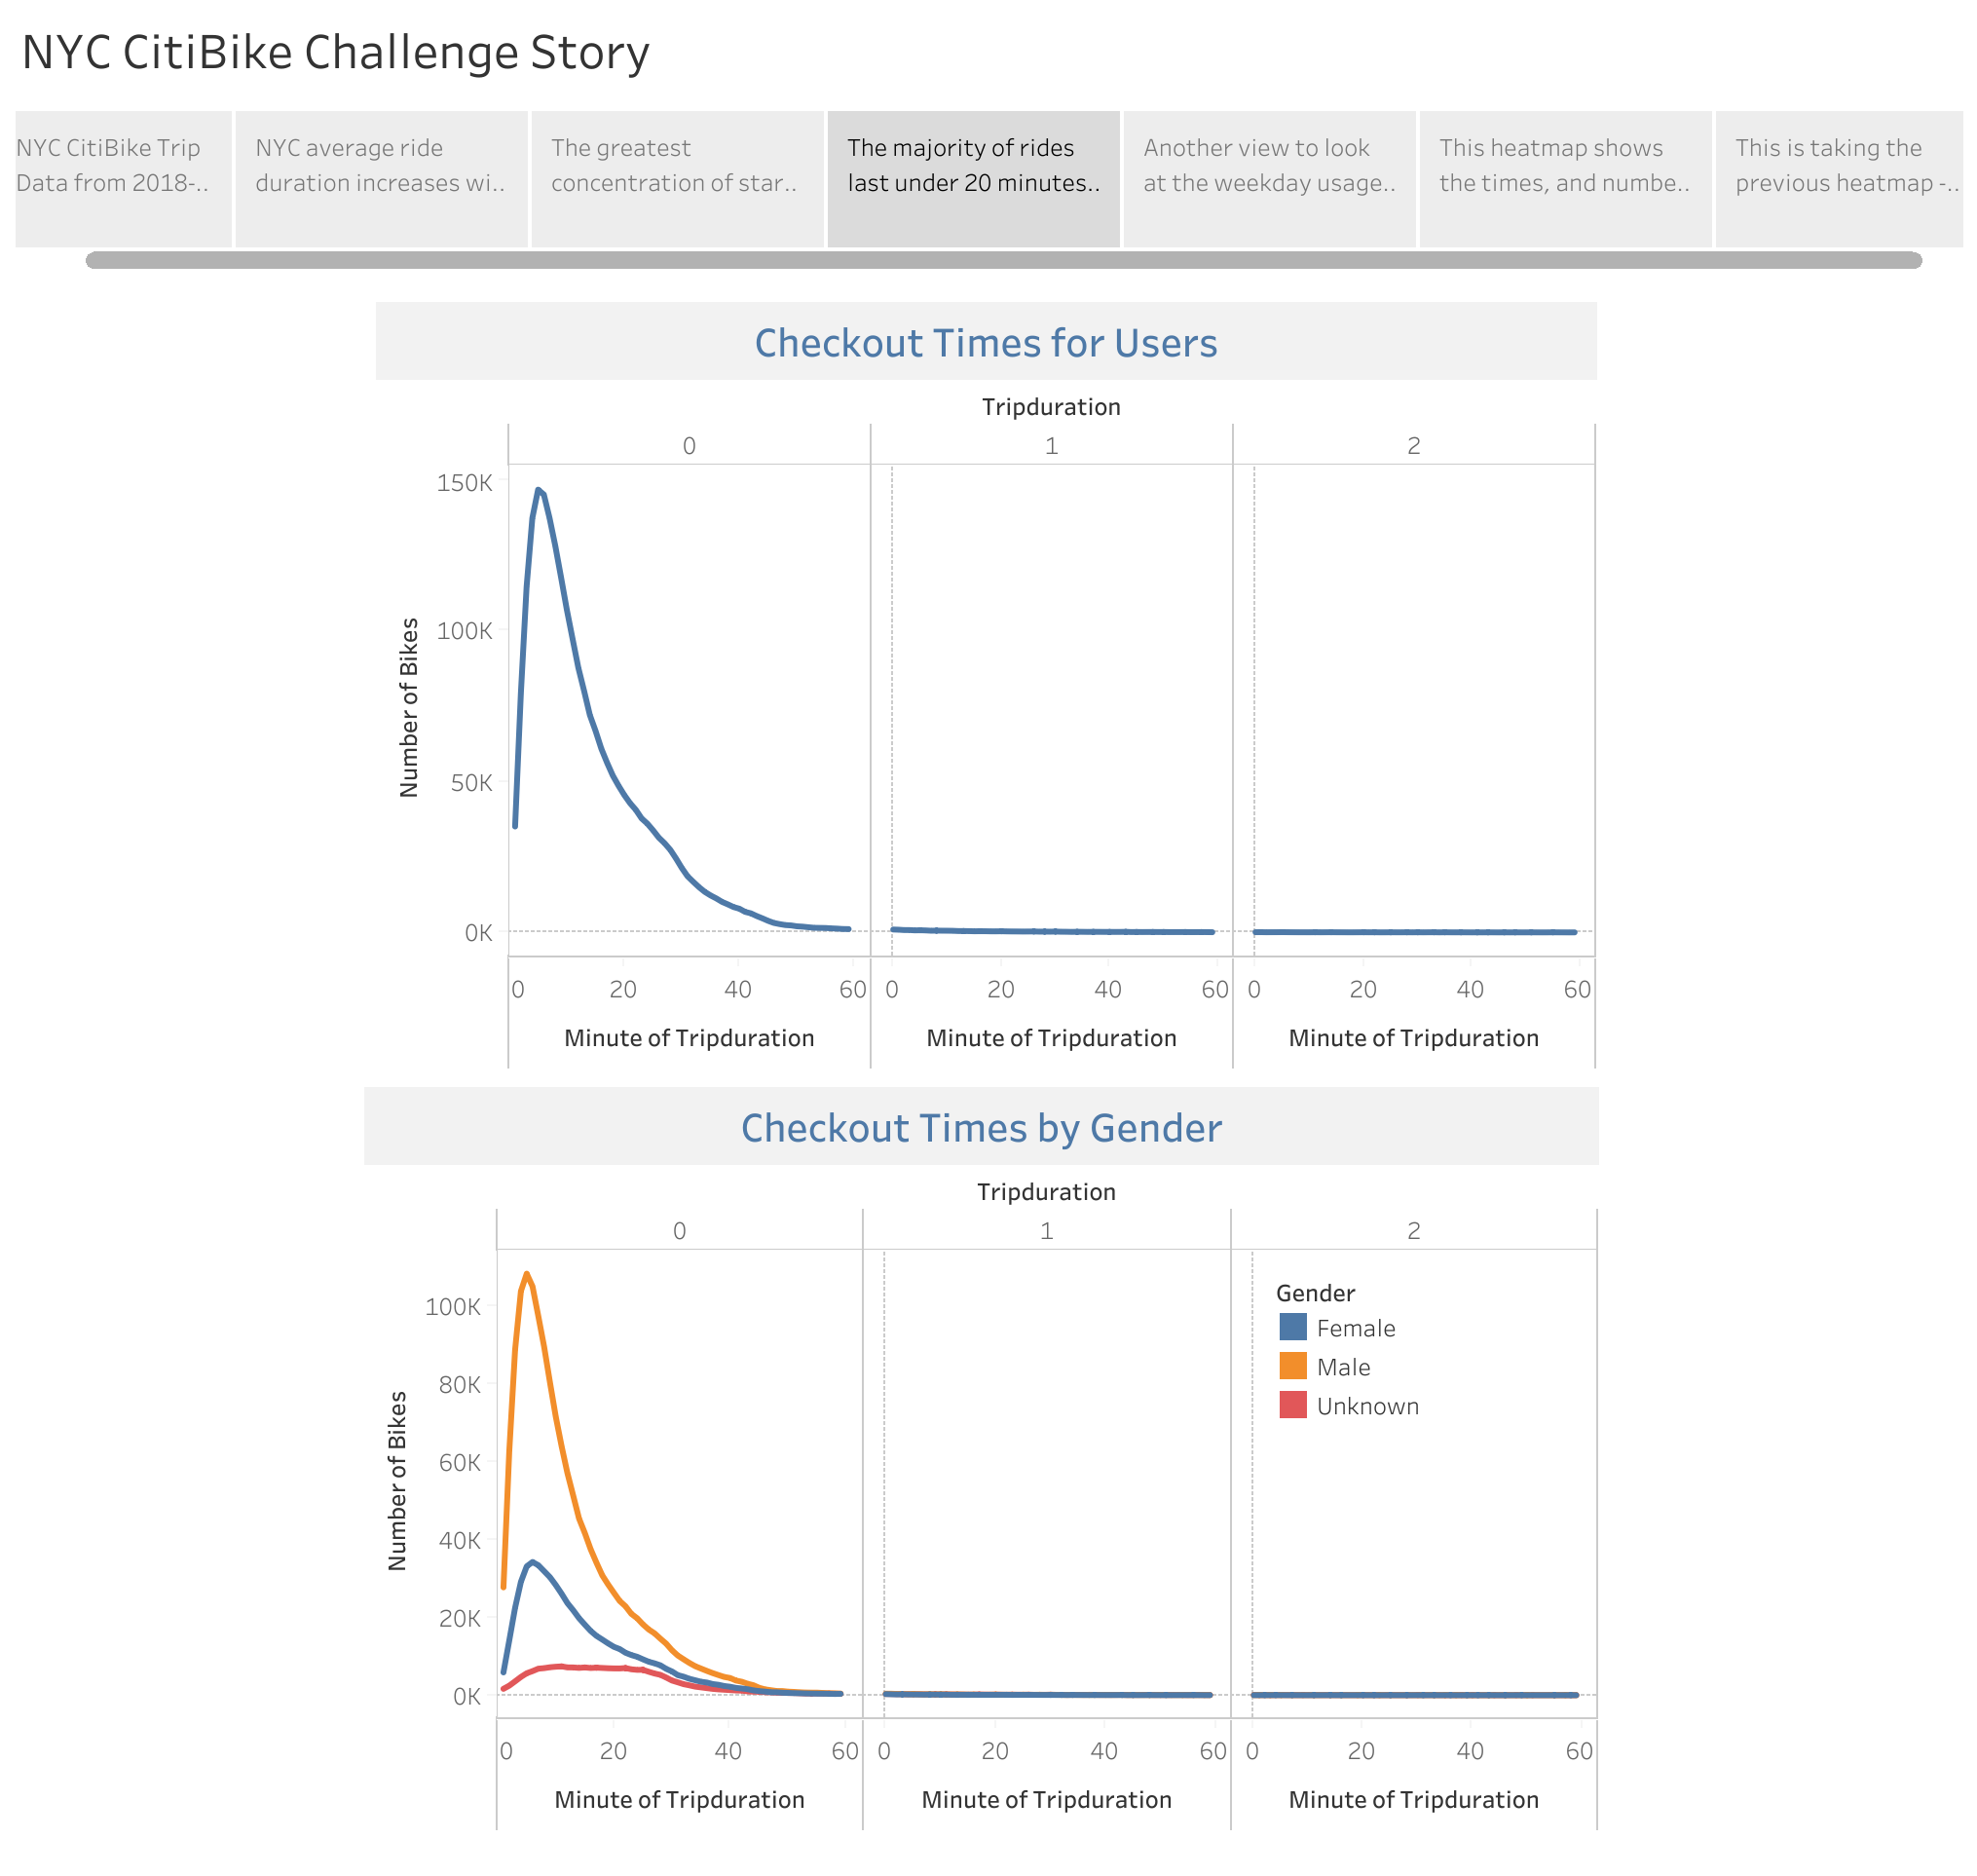 NYC CitiBike Challenge Story
NYC CitiBike Trip
Data from 2018-..
NYC average ride
duration increases wi..
The greatest
concentration of star..
The majority of rides
last under 20 minutes..
Another view to look
at the weekday usage..
This heatmap shows
the times, and numbe..
This is taking the
previous heatmap -..
Checkout Times for Users
Tripduration
0 1 2
Number of Bikes
150K
100K
50K
0K
0 20 40 60 0 20 40 60 0 20 40 60
Minute of Tripduration Minute of Tripduration Minute of Tripduration
Checkout Times by Gender
Tripduration
0 1 2
Number of Bikes
100K
80K
60K
40K
20K
0K
Gender
Female
Male
Unknown
0 20 40 60 0 20 40 60 0 20 40 60
Minute of Tripduration Minute of Tripduration Minute of Tripduration